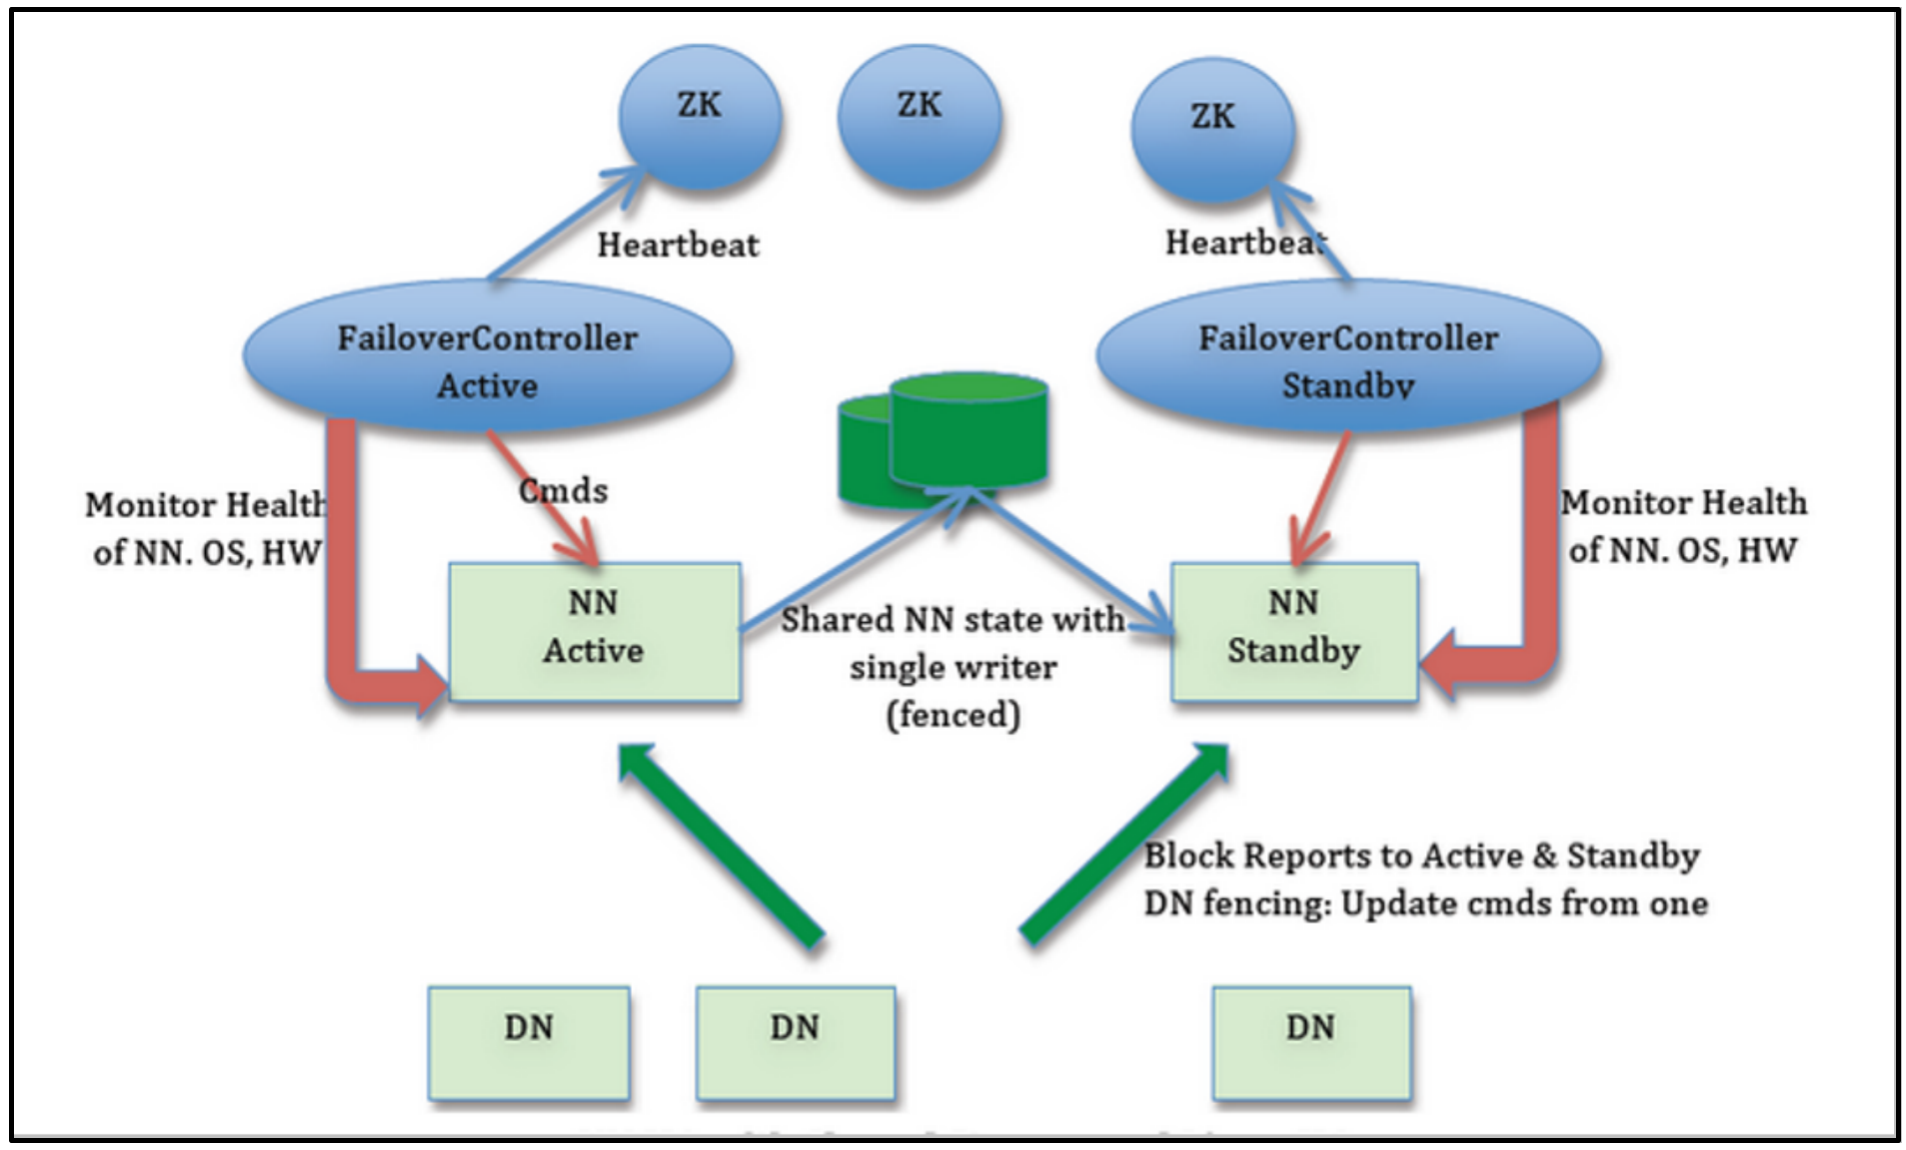 ZK
ZK
ZK
Heartbeat
Heartbeat
FailoverController
Active
FailoverController
Standby
Cmds
Monitor Health
of NN. OS, HW
Monitor Health
of NN. OS, HW
NN
Active
Shared NN state with
single writer
(fenced)
NN
Standby
Block Reports to Active & Standby
DN fencing: Update cmds from one
DN
DN
DN